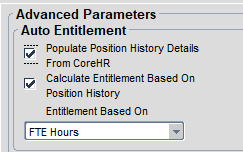 Advanced Parameters
Auto Entitlement
Populate Position History Details
From CoreHR
Calculate Entitlement Based On
Position History
Entitlement Based On
FTE Hours